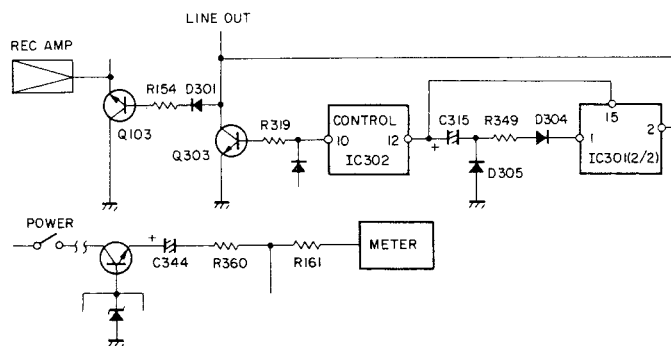 LINE OUT
REC AMP
R154 D301
Q103
Q303
R319
CONTROL
10 12
IC302
+
C315 R349 D304
D305
15
1 2
IC301(2/2)
POWER
+
C344 R360 R161
METER